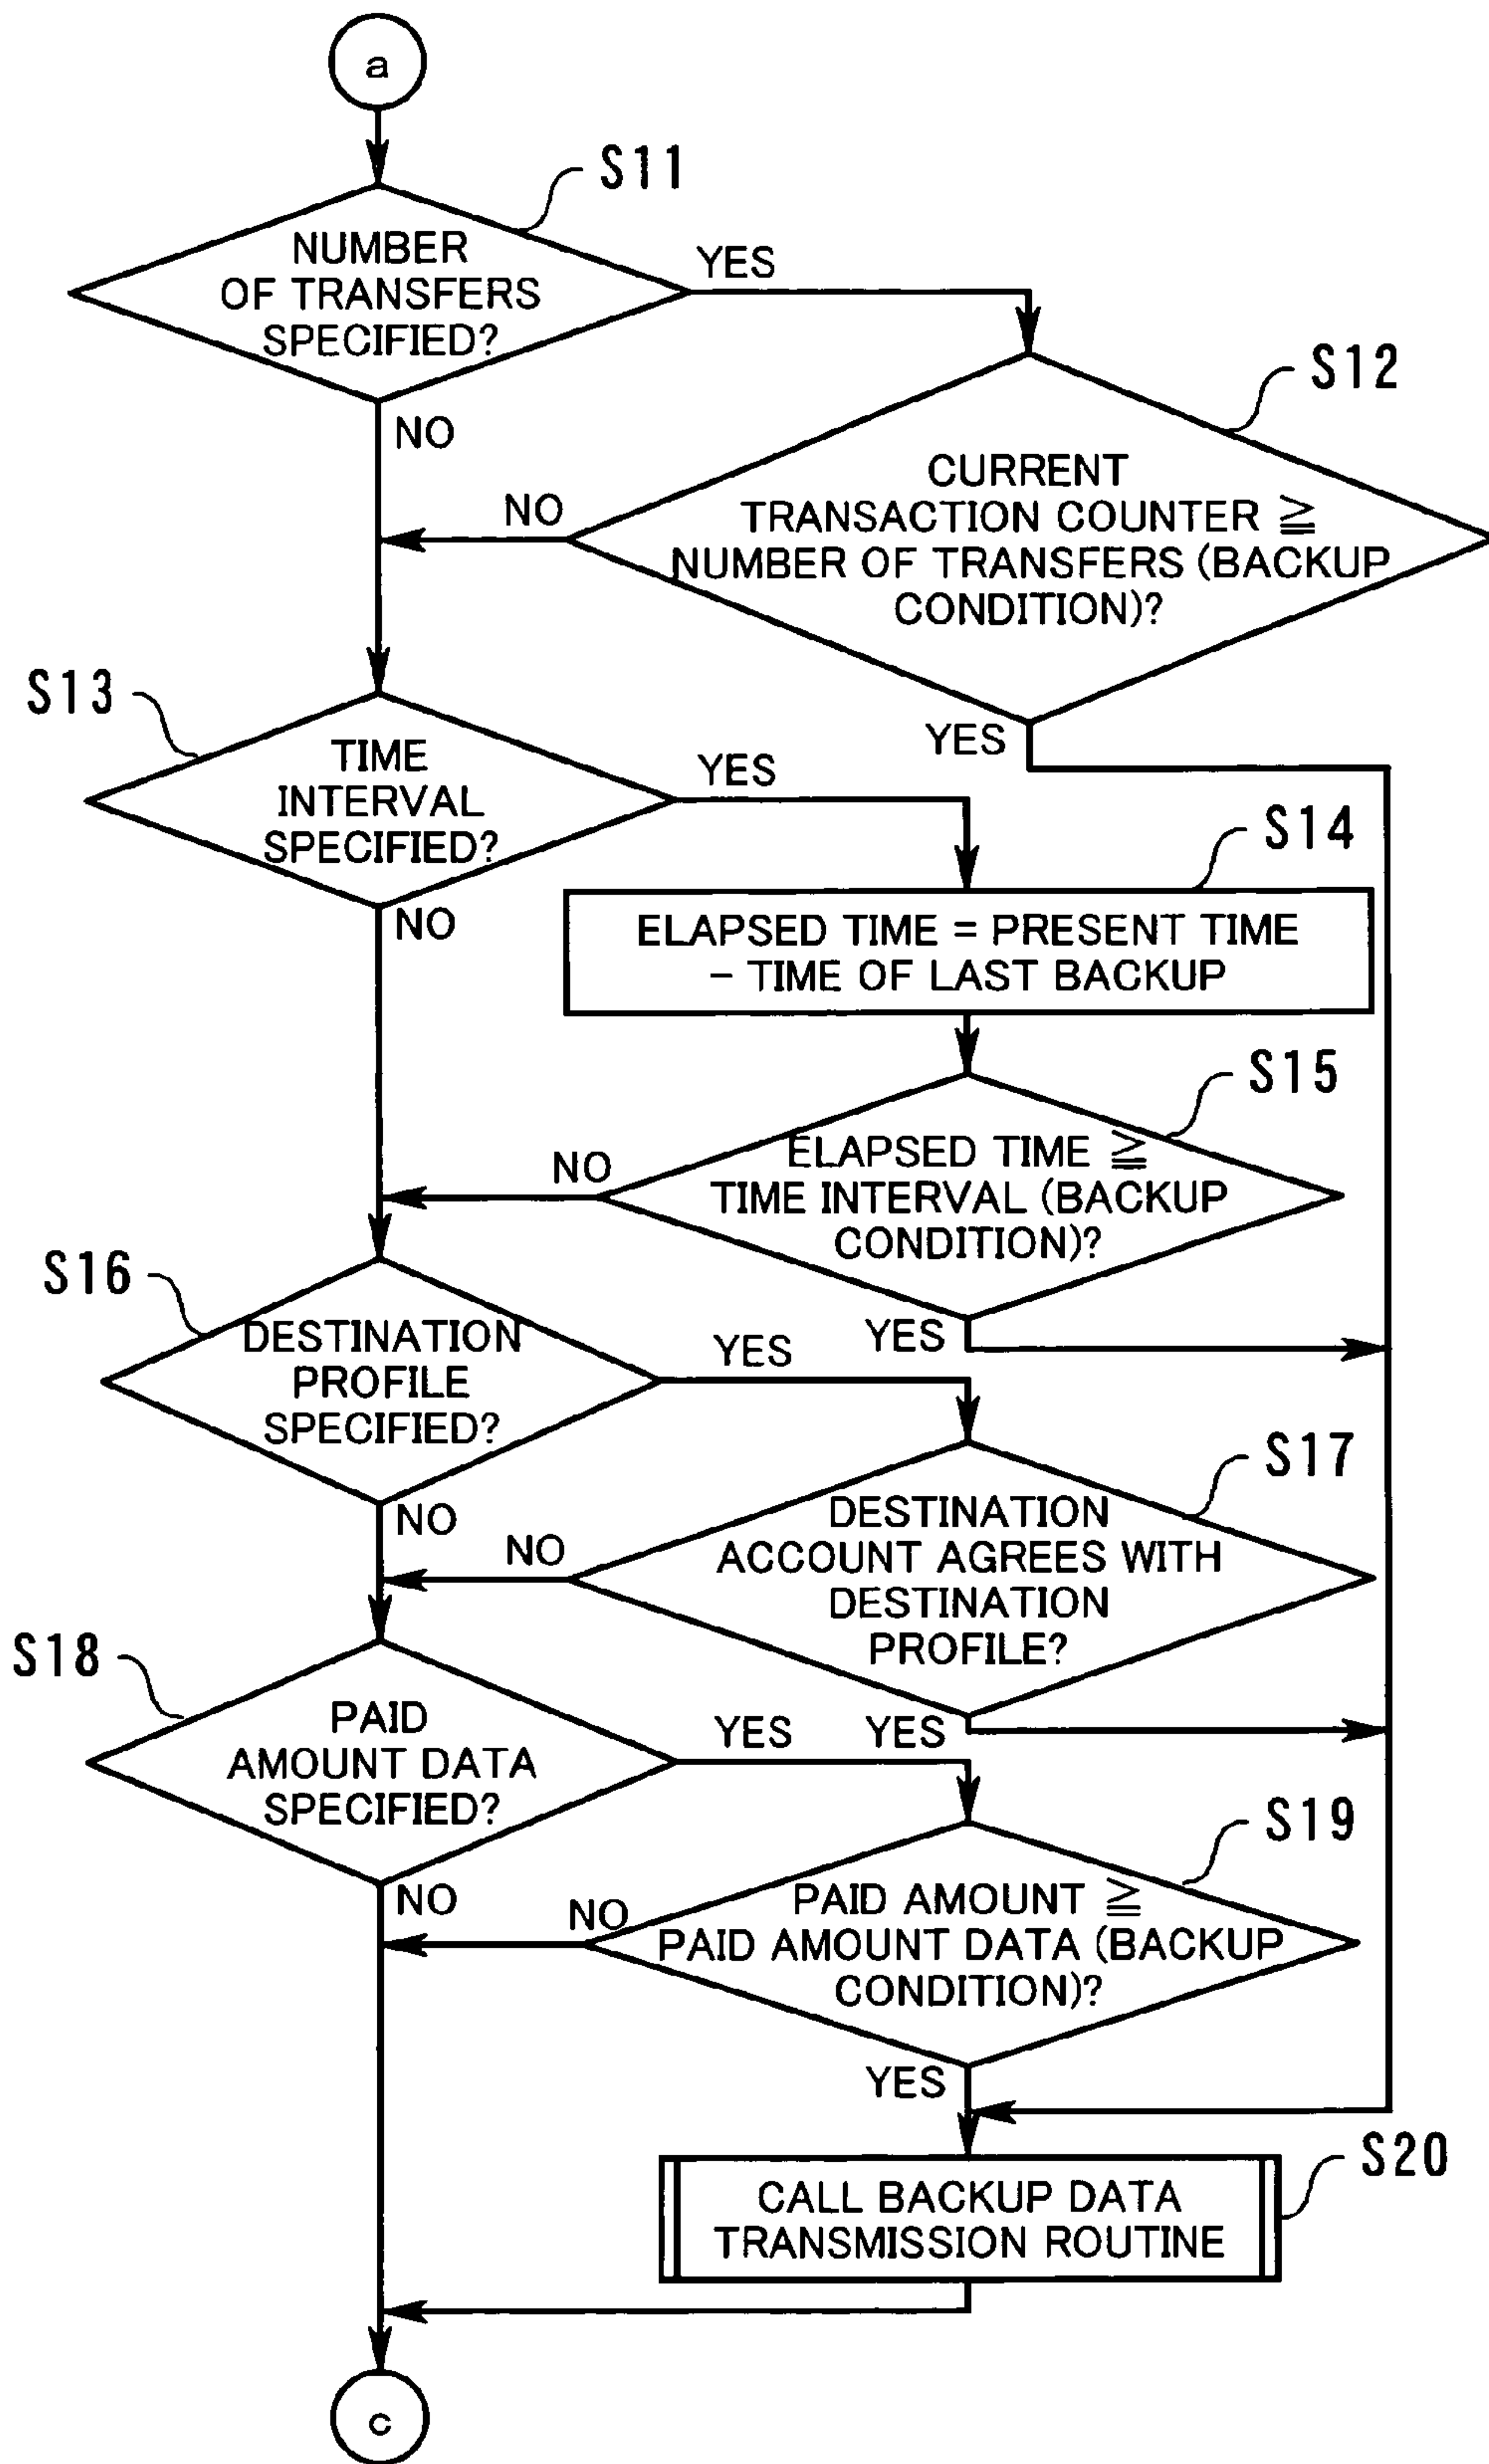 a
S11
NUMBER
OF TRANSFERS
SPECIFIED?
YES
NO
S12
CURRENT
TRANSACTION COUNTER ≧
NUMBER OF TRANSFERS (BACKUP
CONDITION)?
NO
YES
S13
TIME
INTERVAL
SPECIFIED?
YES
NO
S14
ELAPSED TIME = PRESENT TIME
− TIME OF LAST BACKUP
S15
ELAPSED TIME ≧
TIME INTERVAL (BACKUP
CONDITION)?
NO
YES
S16
DESTINATION
PROFILE
SPECIFIED?
YES
NO
S17
DESTINATION
ACCOUNT AGREES WITH
DESTINATION
PROFILE?
NO
YES
S18
PAID
AMOUNT DATA
SPECIFIED?
YES
NO
S19
PAID AMOUNT ≧
PAID AMOUNT DATA (BACKUP
CONDITION)?
NO
YES
S20
CALL BACKUP DATA
TRANSMISSION ROUTINE
c